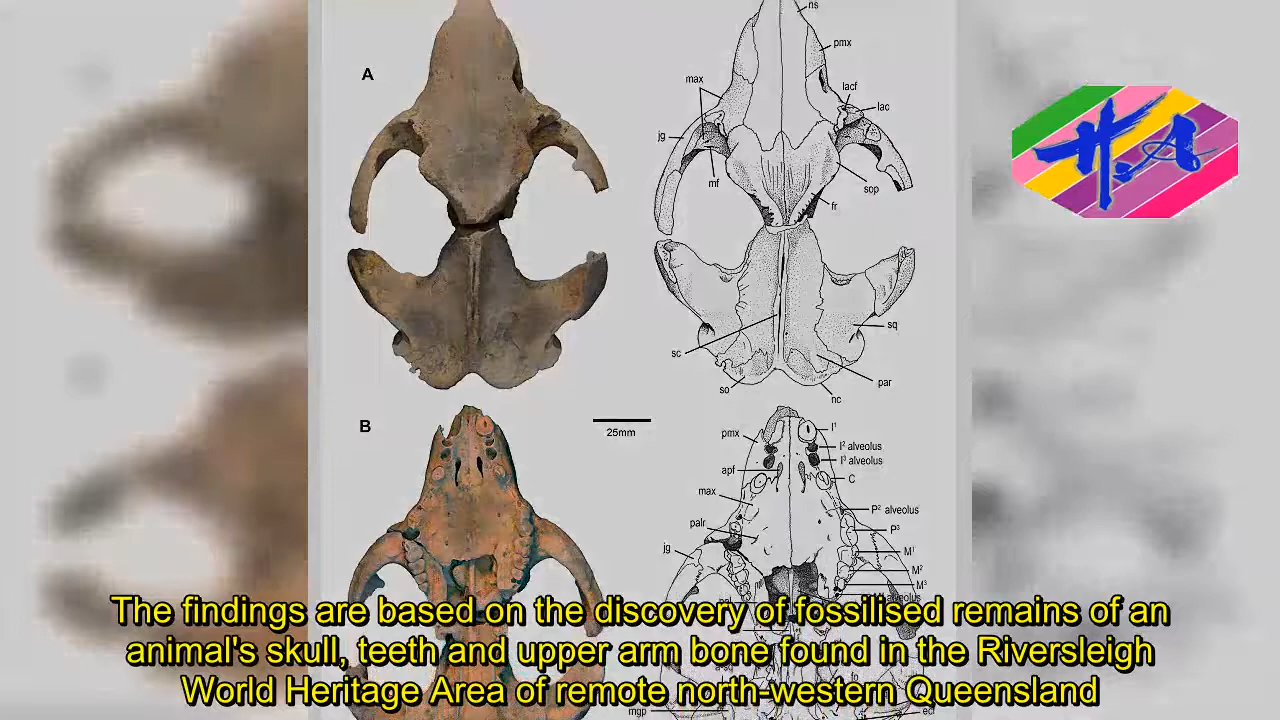 ns
pmx
A
max
lacf
lac
jg
mf
sop
fr
sq
sc
par
so
nc
B
25mm
pmx
I¹
I² alveolus
I³ alveolus
apf
C
max
P² alveolus
palr
P³
jg
M¹
M²
M³
The findings are based on the discovery of fossilised remains of an
animal's skull, teeth and upper arm bone found in the Riversleigh
World Heritage Area of remote north-western Queensland
mgp
ecf
H.A